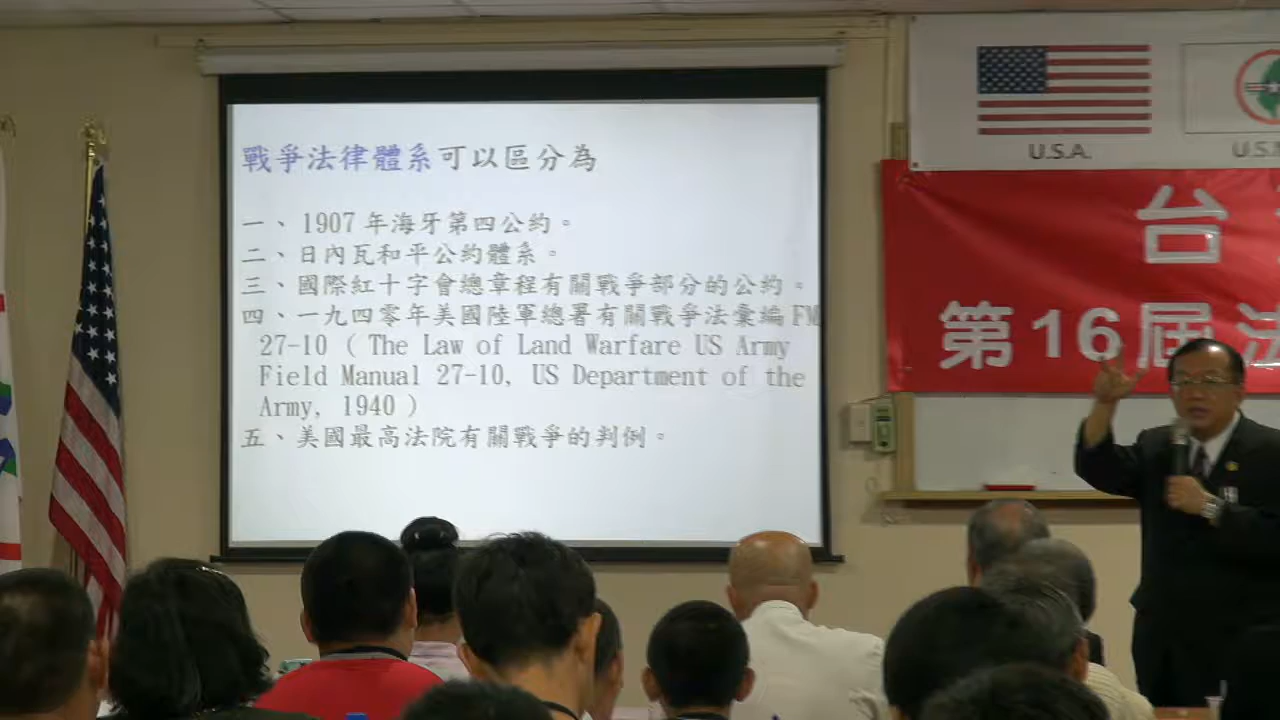 戰爭法律體系可以區分為
一、1907年海牙第四公約。
二、日內瓦和平公約體系。
三、國際紅十字會總章程有關戰爭部分的公約。
四、一九四零年美國陸軍總署有關戰爭法彙編FM
27-10 ( The Law of Land Warfare US Army
Field Manual 27-10, US Department of the
Army, 1940 )
五、美國最高法院有關戰爭的判例。
U.S.A.
台
第16屆法